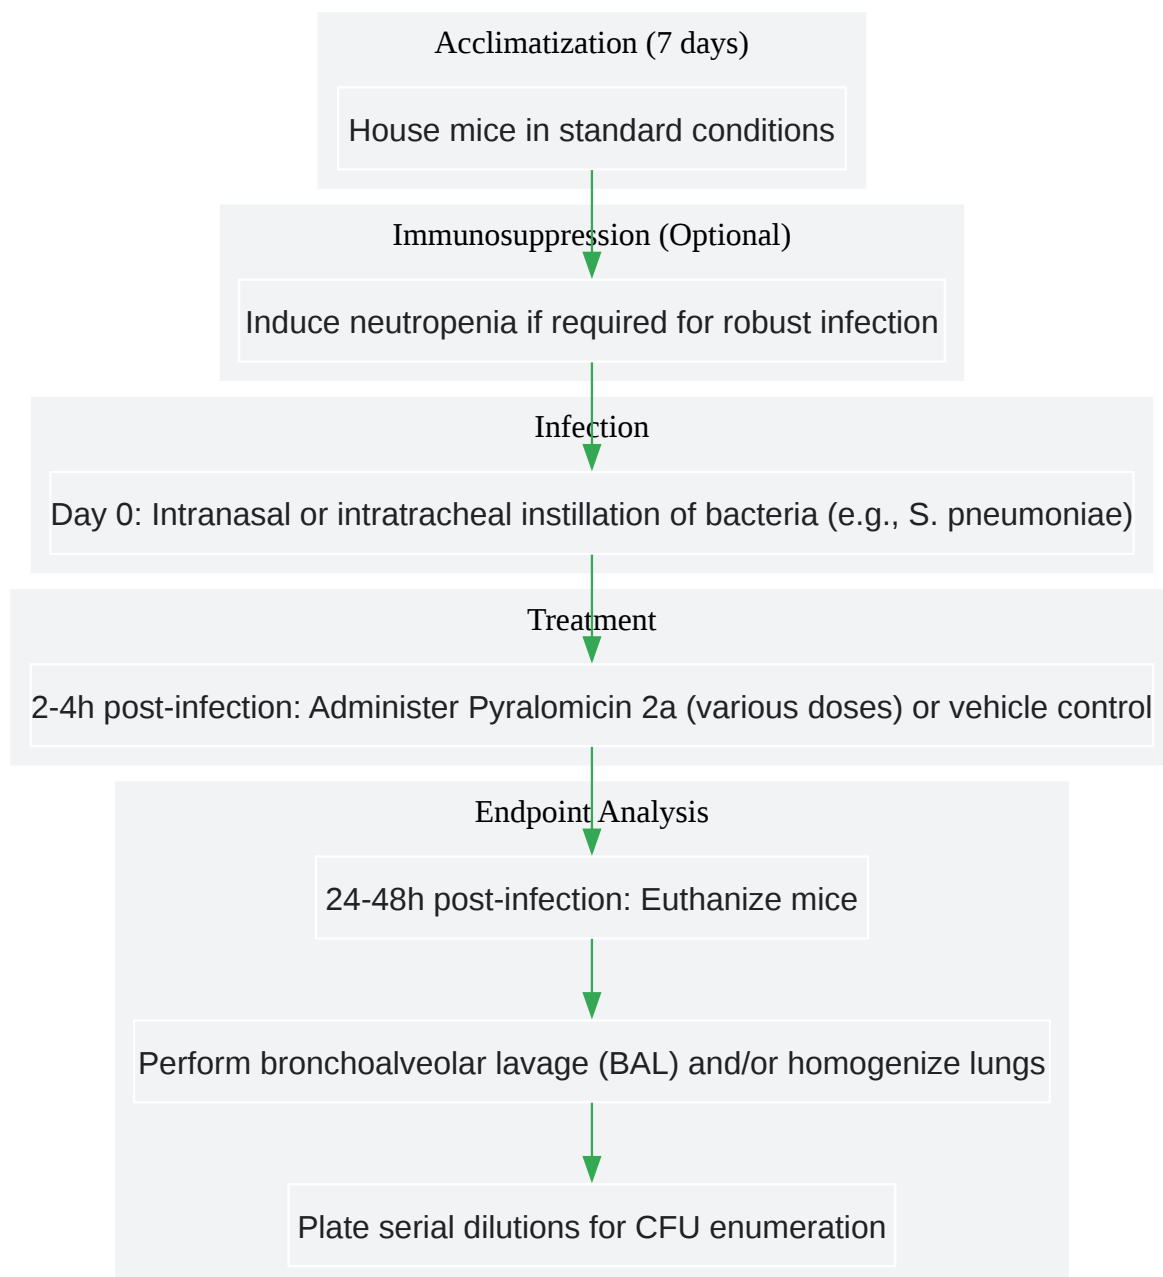 Acclimatization (7 days)
House mice in standard conditions
Immunosuppression (Optional)
Induce neutropenia if required for robust infection
Infection
Day 0: Intranasal or intratracheal instillation of bacteria (e.g., S. pneumoniae)
Treatment
2-4h post-infection: Administer Pyralomicin 2a (various doses) or vehicle control
Endpoint Analysis
24-48h post-infection: Euthanize mice
Perform bronchoalveolar lavage (BAL) and/or homogenize lungs
Plate serial dilutions for CFU enumeration